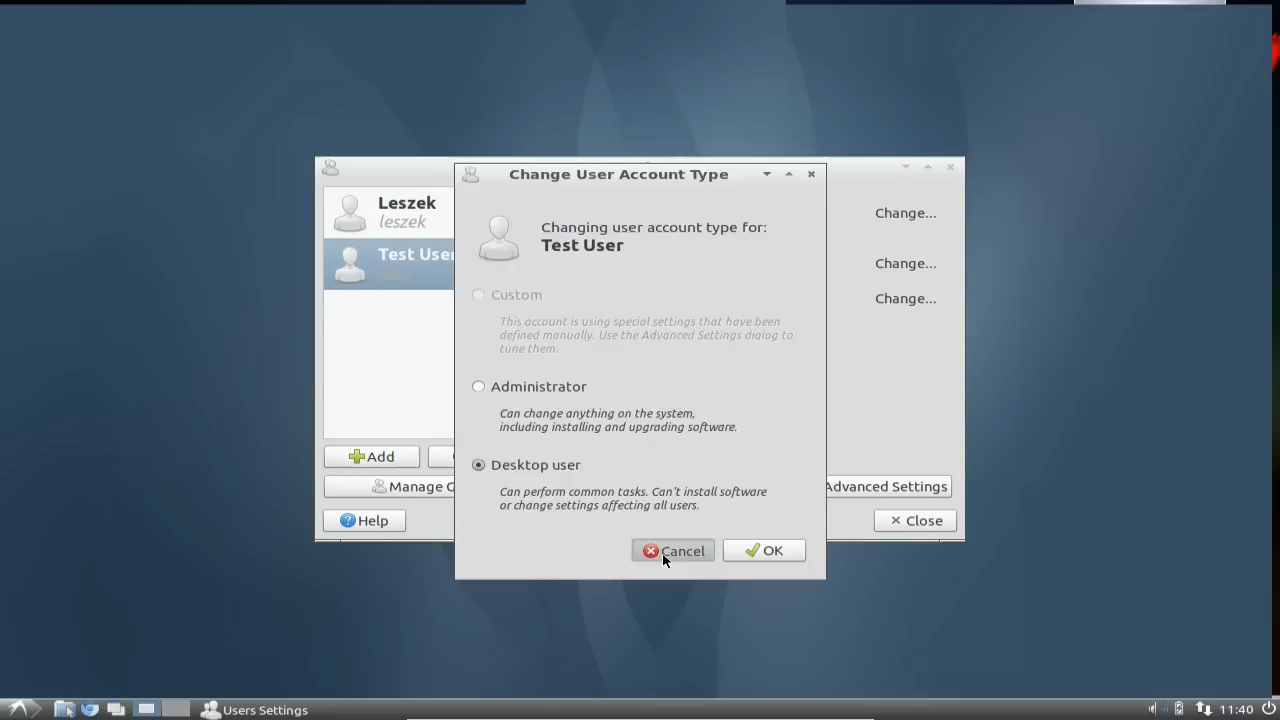 Change User Account Type
Leszek
leszek
Test User
Changing user account type for:
Test User
Change...
Change...
Change...
Custom
This account is using special settings that have been
defined manually. Use the Advanced Settings dialog to
tune them.
Administrator
Can change anything on the system,
including installing and upgrading software.
Desktop user
Can perform common tasks. Can't install software
or change settings affecting all users.
Add
Manage G
Advanced Settings
Help
Close
Cancel
OK
Users Settings
11:40